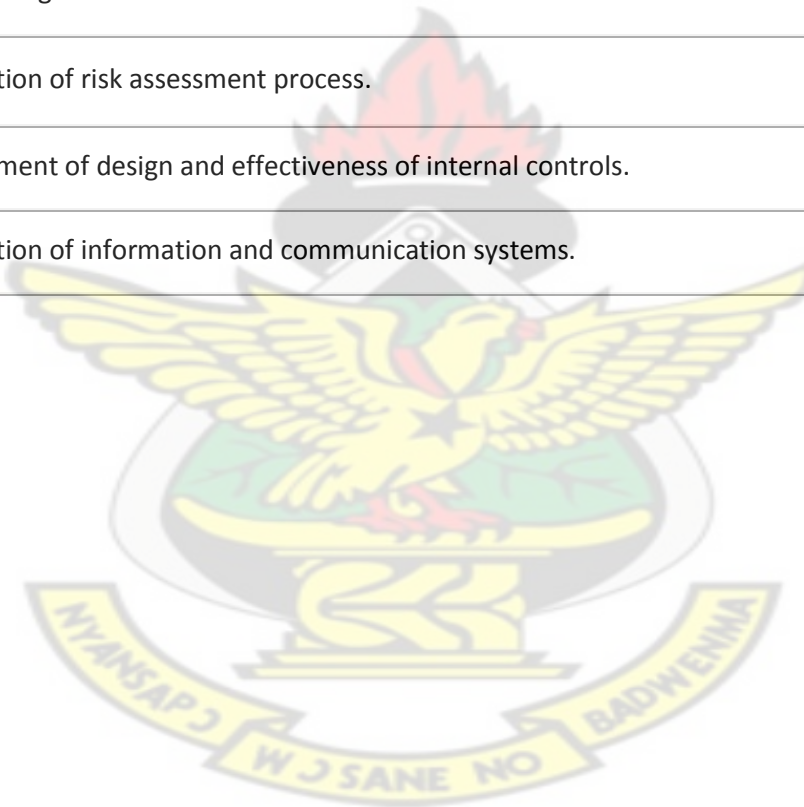 tion of risk assessment process.
ment of design and effectiveness of internal controls.
tion of information and communication systems.
NYANSAPƆ WƆSANE NO BADWENMA